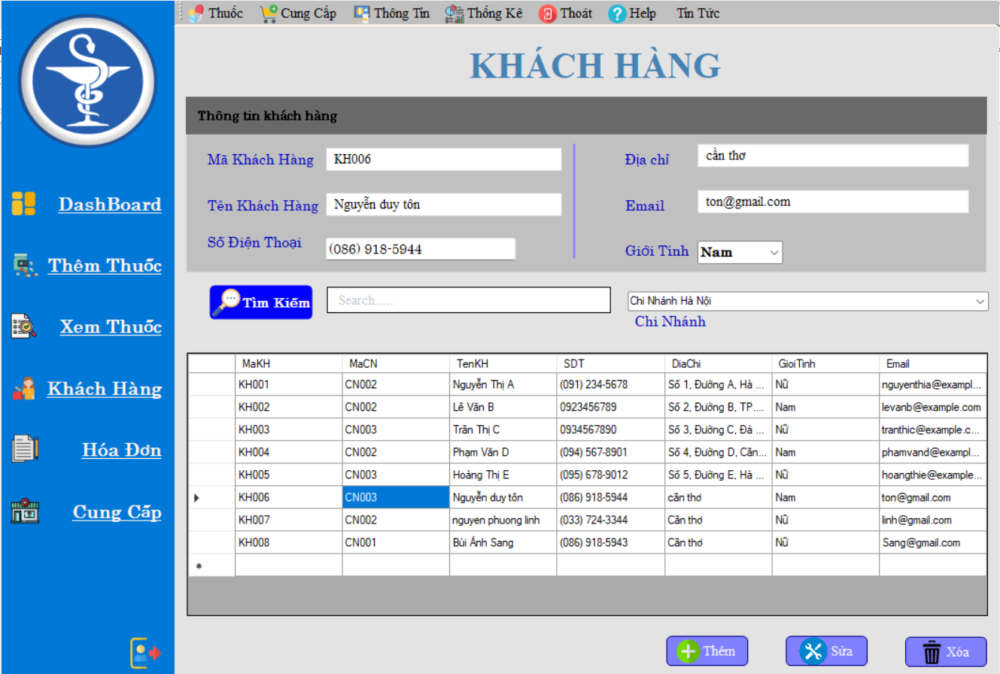 Thuốc Cung Cấp Thông Tin Thống Kê Thoát Help Tin Tức
KHÁCH HÀNG
Thông tin khách hàng
Mã Khách Hàng KH006 Địa chỉ cần thơ
Tên Khách Hàng Nguyễn duy tôn Email ton@gmail.com
Số Điện Thoại (086) 918-5944 Giới Tính Nam
Tìm Kiếm Search..... Chi Nhánh Hà Nội
Chi Nhánh
DashBoard
Thêm Thuốc
Xem Thuốc
Khách Hàng
Hóa Đơn
Cung Cấp
MaKH MaCN TenKH SDT DiaChi GioiTinh Email
KH001 CN002 Nguyễn Thị A (091) 234-5678 Số 1, Đường A, Hà ... Nữ nguyenthia@exampl...
KH002 CN002 Lê Văn B 0923456789 Số 2, Đường B, TP.... Nam levanb@example.com
KH003 CN003 Trần Thị C 0934567890 Số 3, Đường C, Đà ... Nữ tranthic@example.c...
KH004 CN002 Phạm Văn D (094) 567-8901 Số 4, Đường D, Cần... Nam phamvand@exampl...
KH005 CN003 Hoàng Thị E (095) 678-9012 Số 5, Đường E, Hà ... Nữ hoangthie@example...
KH006 CN003 Nguyễn duy tôn (086) 918-5944 cần thơ Nam ton@gmail.com
KH007 CN002 nguyen phuong linh (033) 724-3344 Cần thơ Nữ linh@gmail.com
KH008 CN001 Bùi Ánh Sang (086) 918-5943 Cần thơ Nữ Sang@gmail.com
Thêm Sửa Xóa